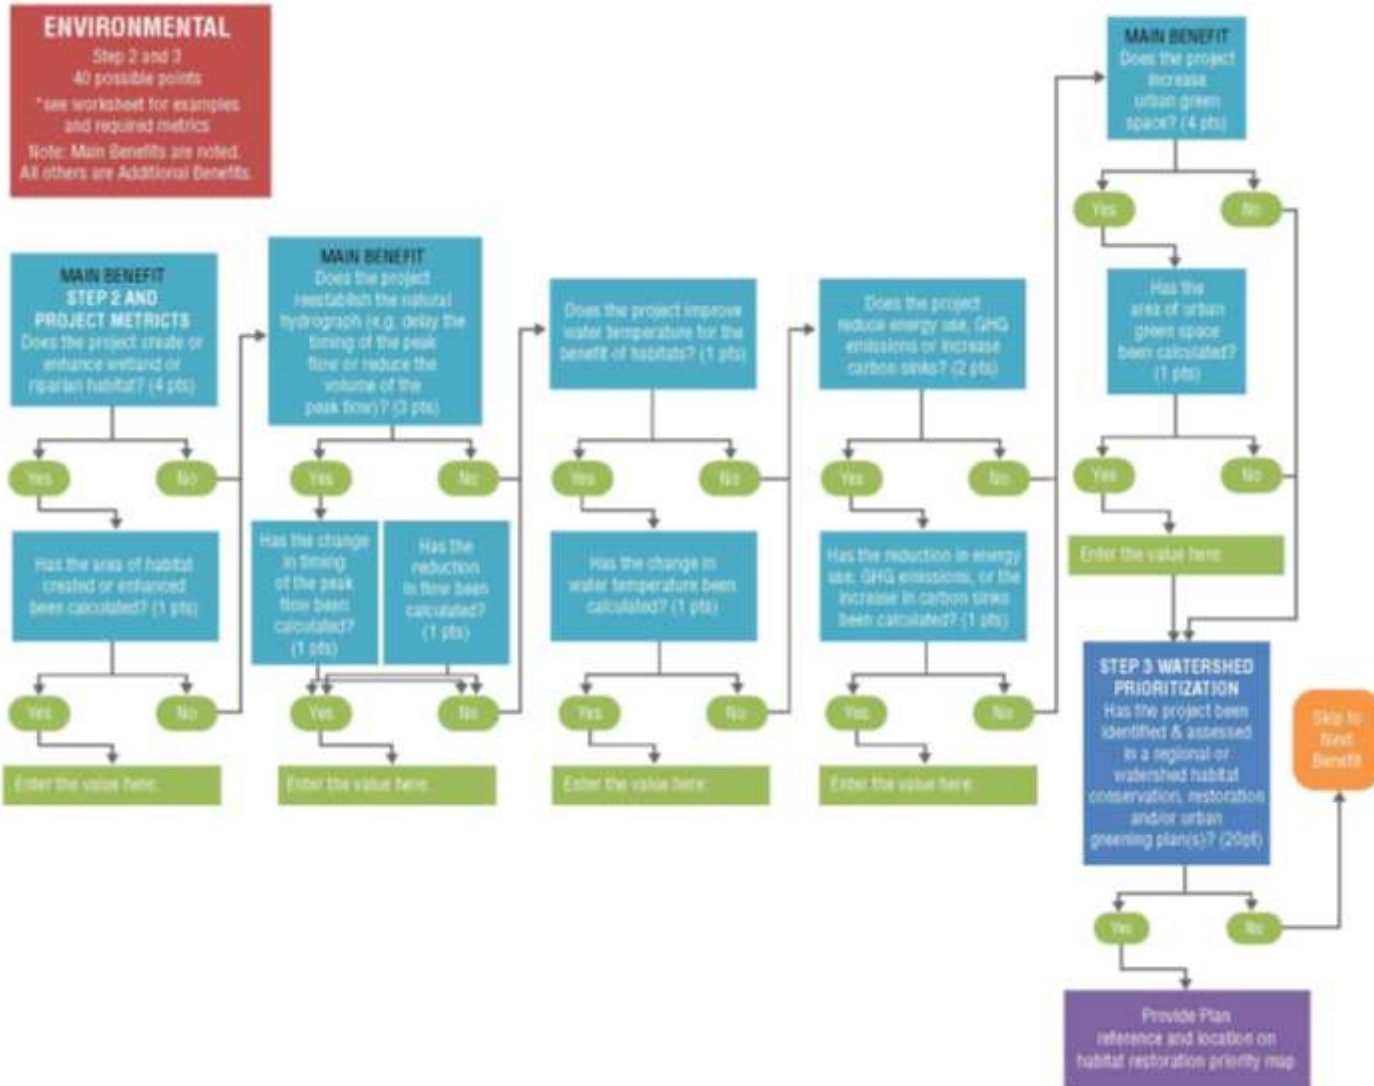 ENVIRONMENTAL
Step 2 and 3
40 possible points
*see worksheet for examples
and required metrics
Note: Main Benefits are noted.
All others are Additional Benefits.
MAIN BENEFIT
STEP 2 AND
PROJECT METRICTS
Does the project create or
enhance wetland or
riparian habitat? (4 pts)
Yes
No
Has the area of habitat
created or enhanced
been calculated? (1 pts)
Yes
No
Enter the value here:
MAIN BENEFIT
Does the project
reestablish the natural
hydrograph (e.g. delay the
timing of the peak
flow or reduce the
volume of the
peak flow)? (3 pts)
Yes
No
Has the change
in timing
of the peak
flow been
calculated?
(1 pts)
Has the
reduction
in flow been
calculated?
(1 pts)
Yes
No
Enter the value here:
Does the project improve
water temperature for the
benefit of habitats? (1 pts)
Yes
No
Has the change in
water temperature been
calculated? (1 pts)
Yes
No
Enter the value here:
Does the project
reduce energy use, GHG
emissions or increase
carbon sinks? (2 pts)
Yes
No
Has the reduction in energy
use, GHG emissions, or the
increase in carbon sinks
been calculated? (1 pts)
Yes
No
Enter the value here:
MAIN BENEFIT
Does the project
increase
urban green
space? (4 pts)
Yes
No
Has the
area of urban
green space
been calculated?
(1 pts)
Yes
No
Enter the value here:
STEP 3 WATERSHED
PRIORITIZATION
Has the project been
identified & assessed
in a regional or
watershed habitat
conservation, restoration
and/or urban
greening plan(s)? (20pt)
Yes
No
Skip to
Next
Benefit
Provide Plan
reference and location on
habitat restoration priority map